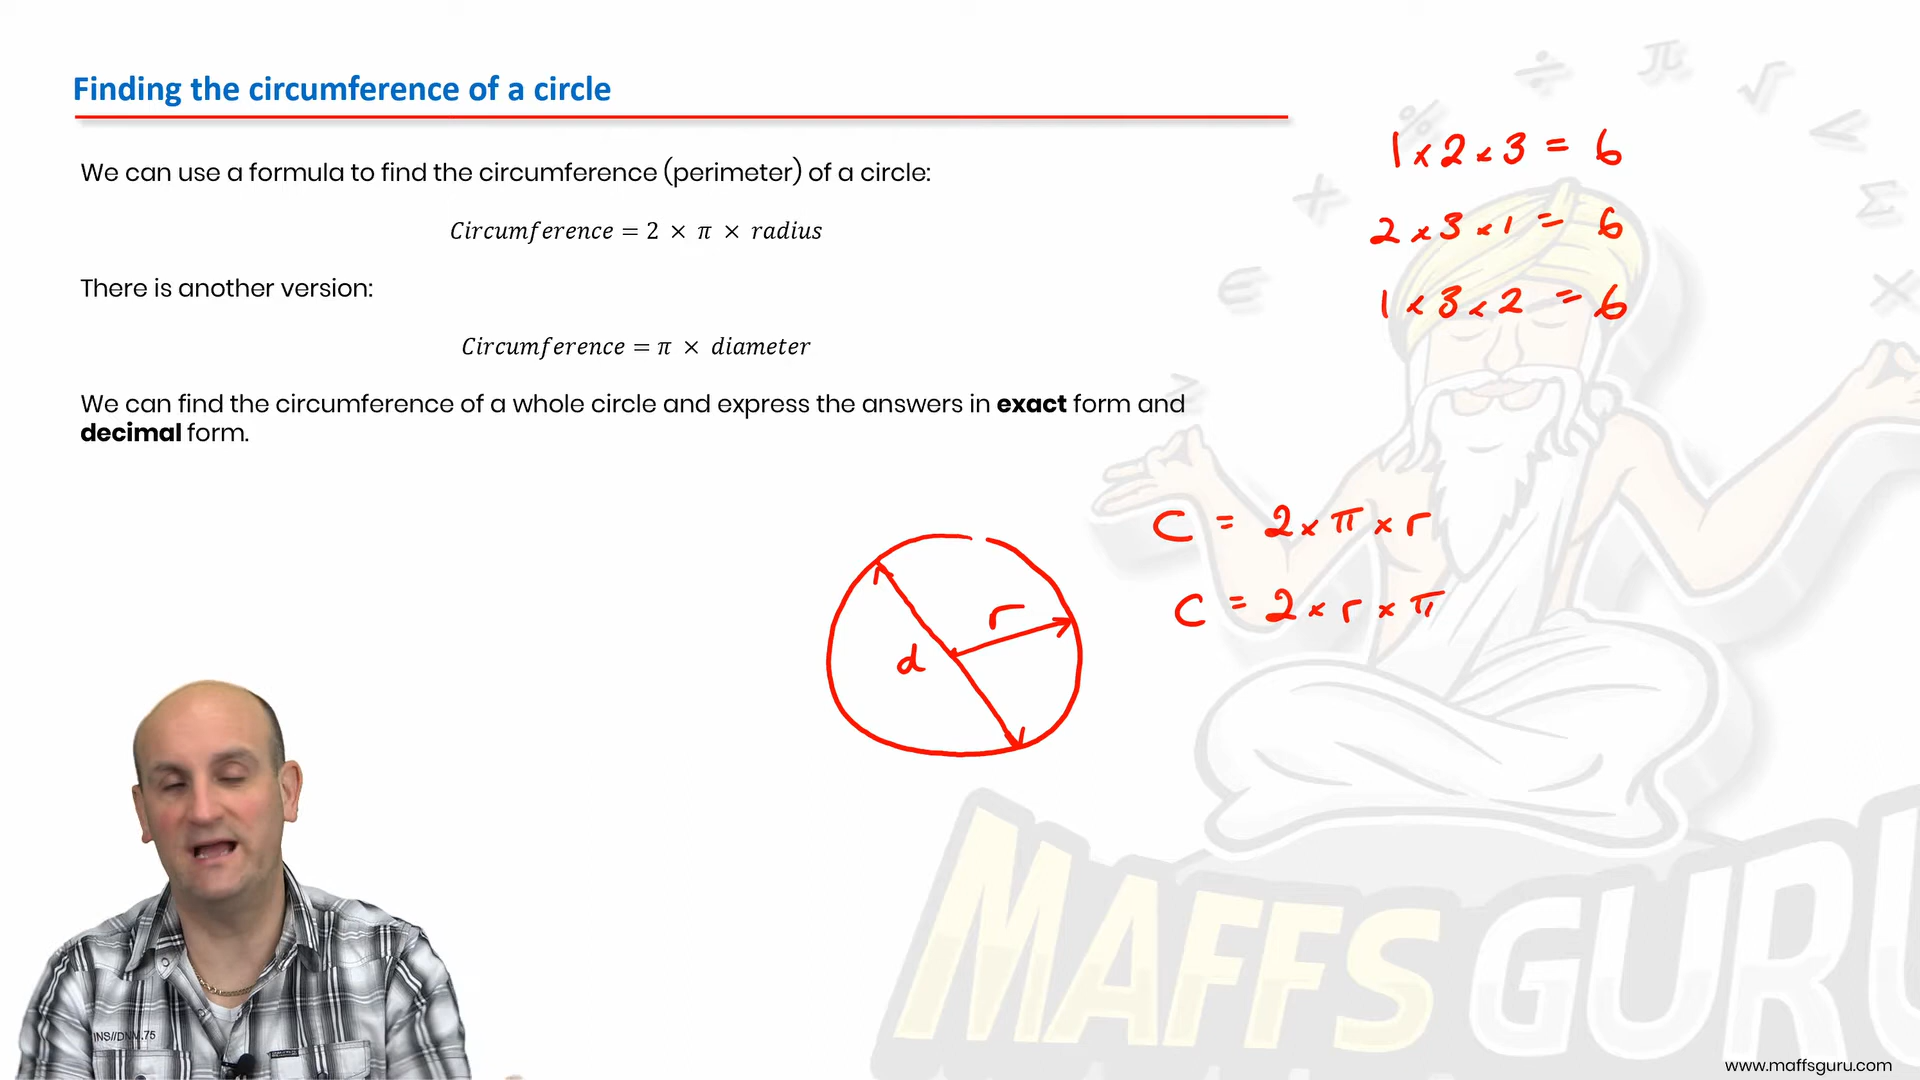 Finding the circumference of a circle
We can use a formula to find the circumference (perimeter) of a circle:
Circumference = 2 × π × radius
There is another version:
Circumference = π × diameter
We can find the circumference of a whole circle and express the answers in exact form and
decimal form.
1 × 2 × 3 = 6
2 × 3 × 1 = 6
1 × 3 × 2 = 6
% ÷ π √ <
× Σ
∈ ×
C = 2 × π × r
C = 2 × r × π
r
d
MAFFS GURU
www.maffsguru.com